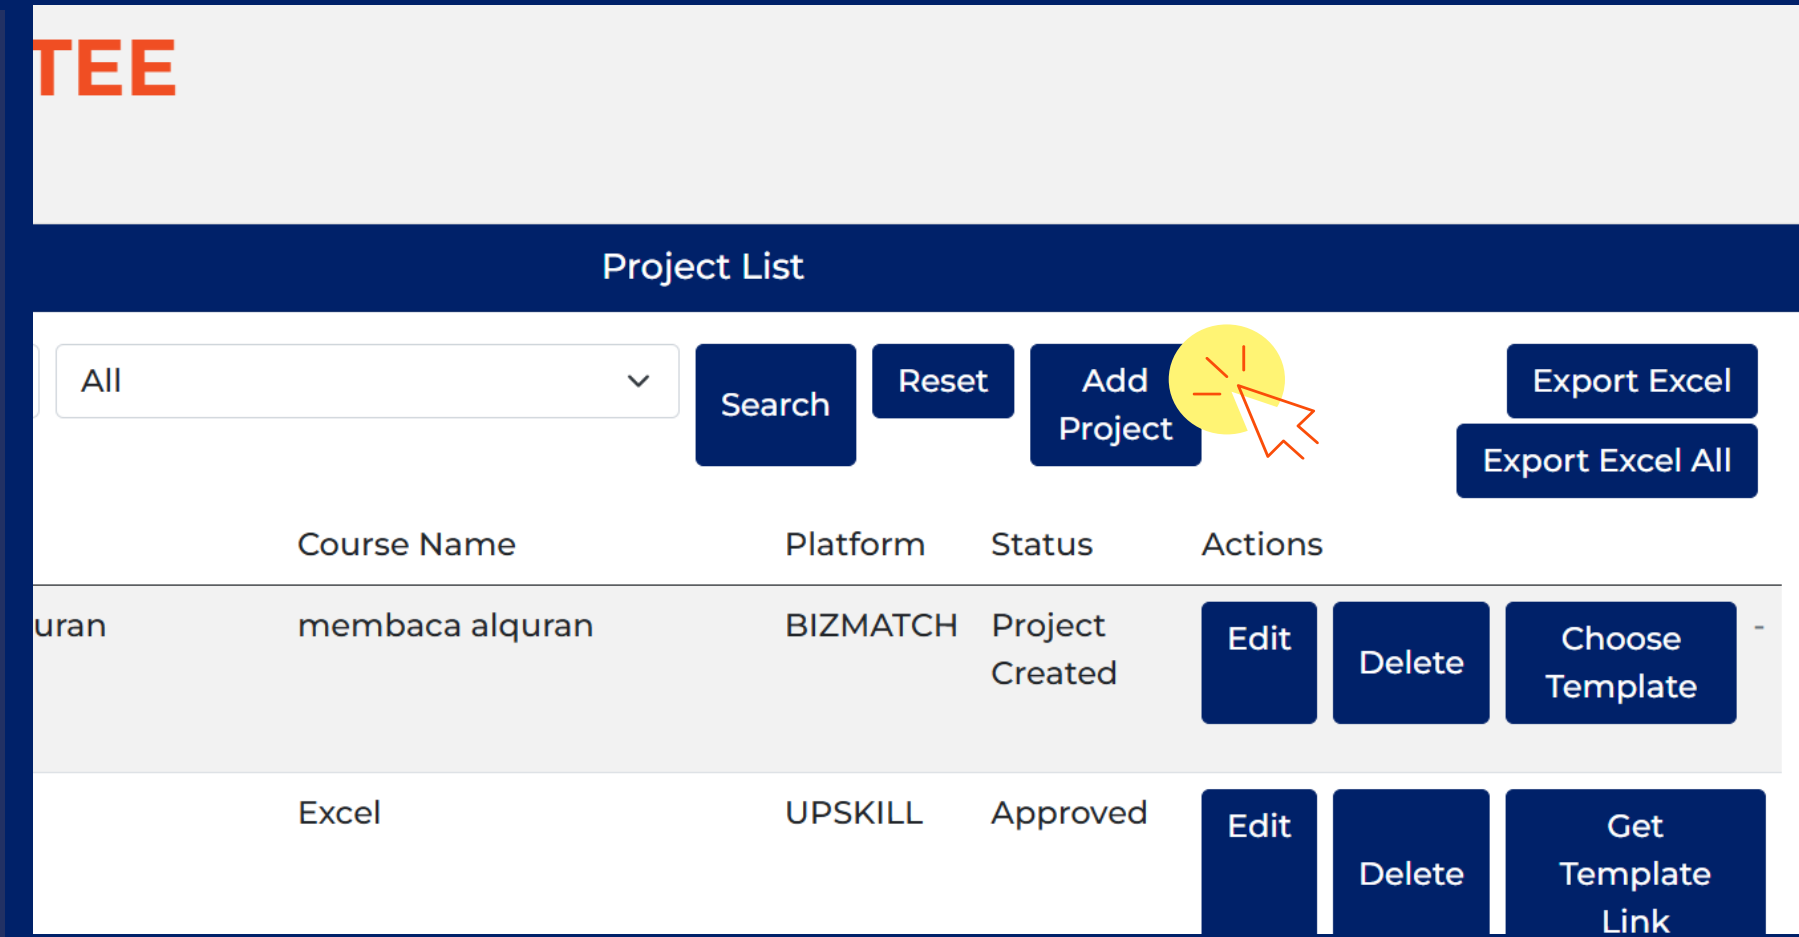 TEE
Project List
All
Search
Reset
Add
Project
Export Excel
Export Excel All
Course Name
Platform
Status
Actions
uran
membaca alquran
BIZMATCH
Project
Created
Edit
Delete
Choose
Template
-
Excel
UPSKILL
Approved
Edit
Delete
Get
Template
Link